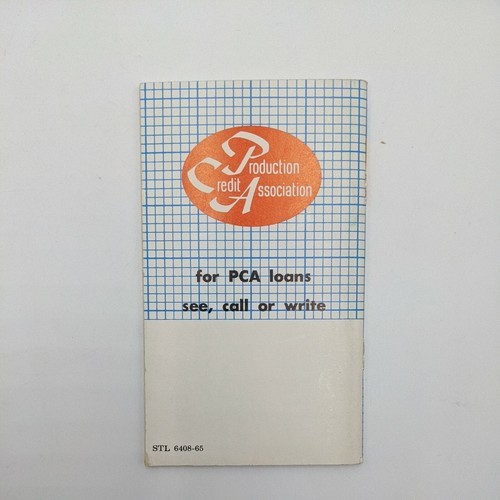 Production
Credit Association
for PCA loans
see, call or write
STL 6408-65